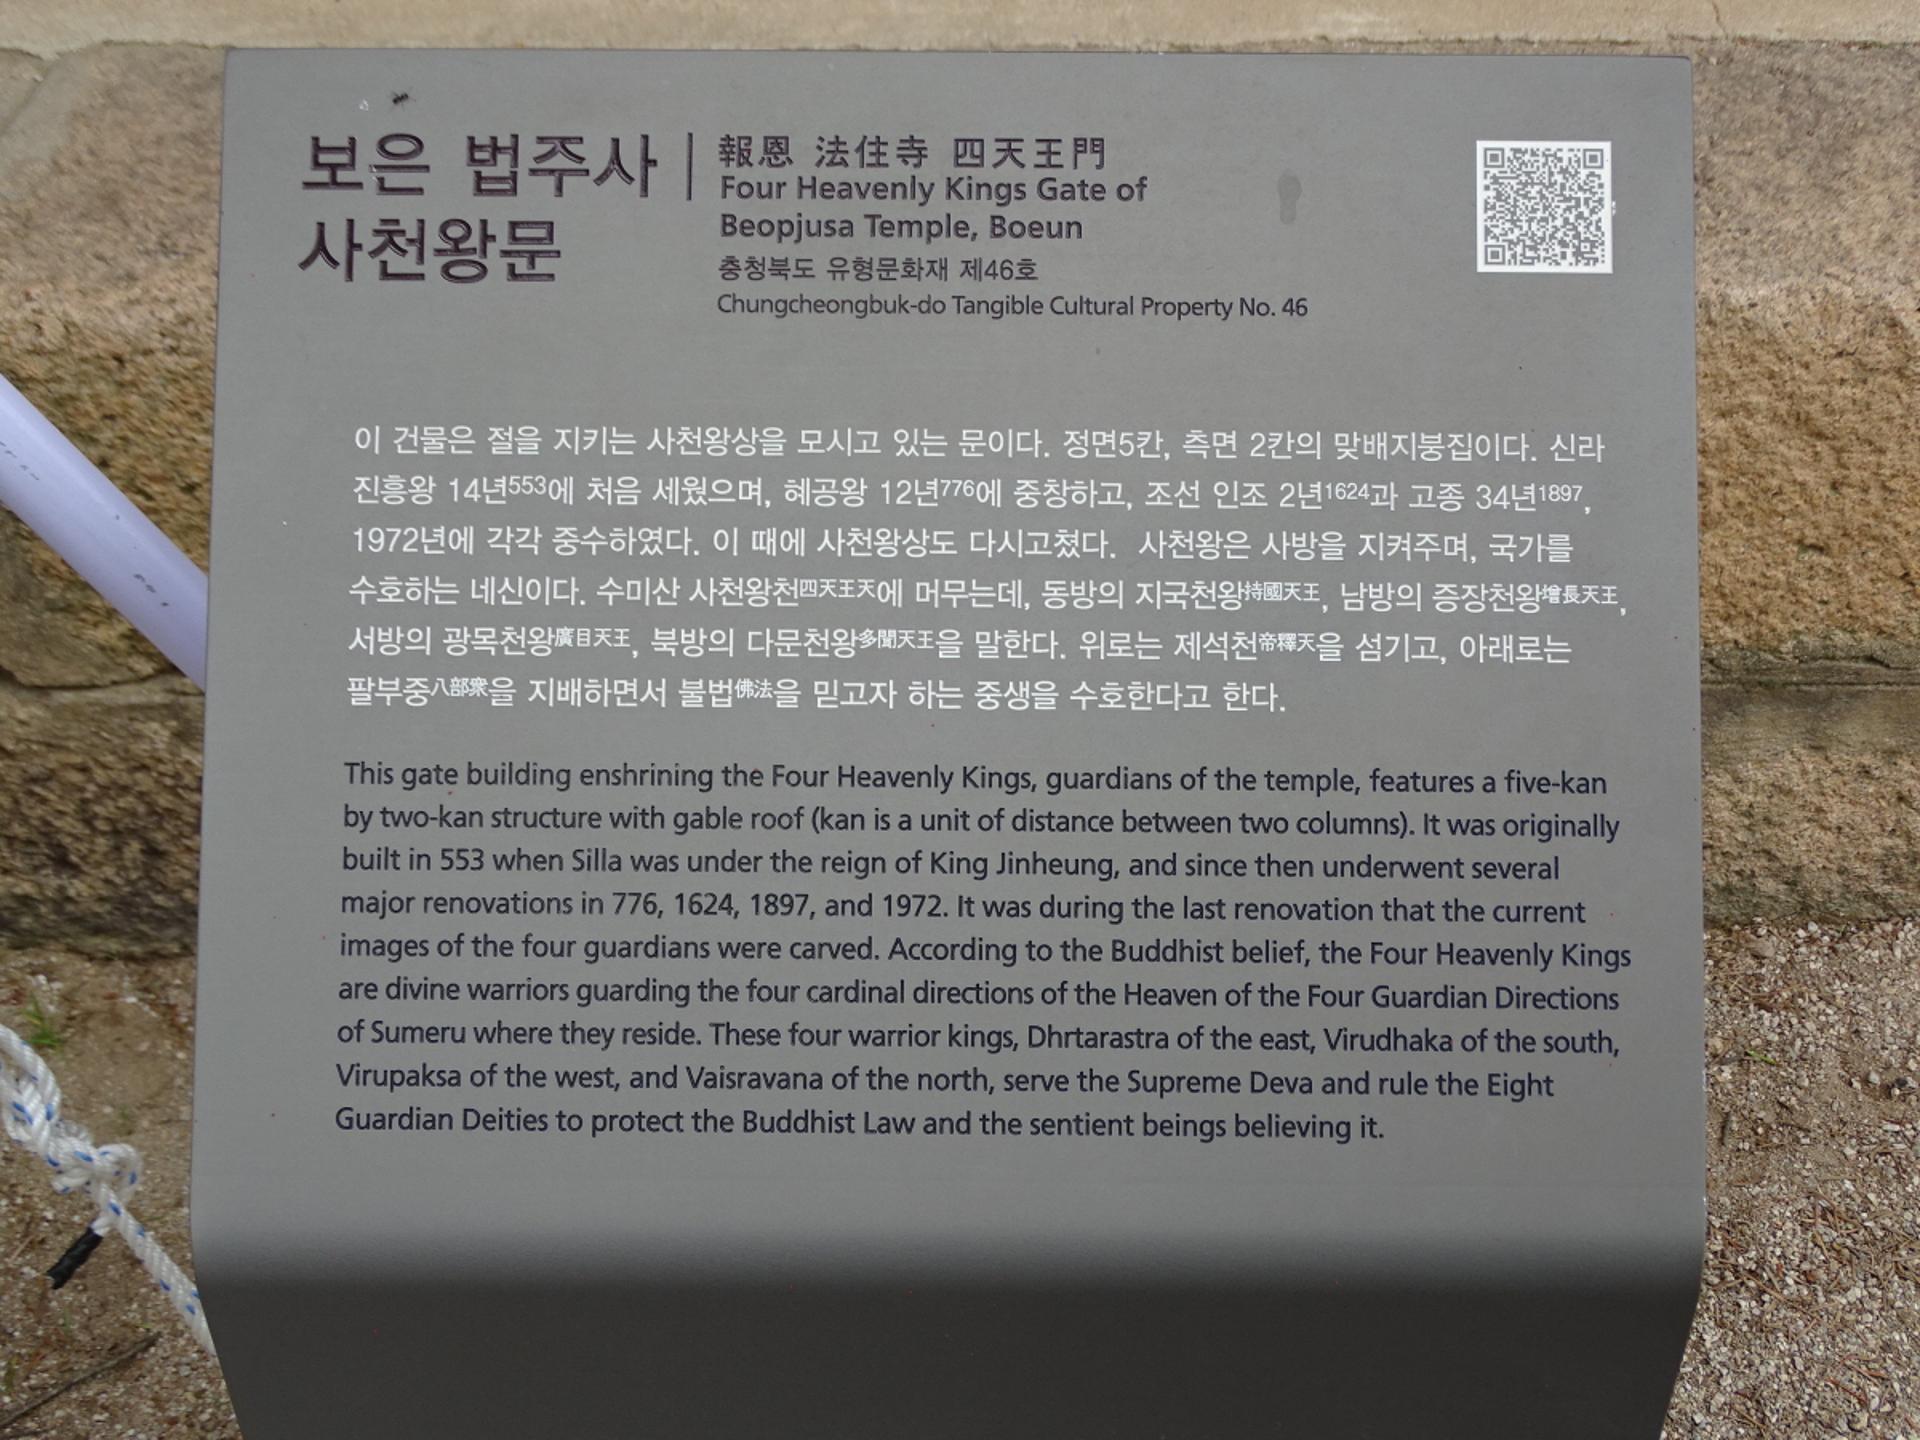 보은 법주사
사천왕문
報恩 法住寺 四天王門
Four Heavenly Kings Gate of
Beopjusa Temple, Boeun
충청북도 유형문화재 제46호
Chungcheongbuk-do Tangible Cultural Property No. 46
이 건물은 절을 지키는 사천왕상을 모시고 있는 문이다. 정면5칸, 측면 2칸의 맞배지붕집이다. 신라
진흥왕 14년553에 처음 세웠으며, 혜공왕 12년776에 중창하고, 조선 인조 2년1624과 고종 34년1897,
1972년에 각각 중수하였다. 이 때에 사천왕상도 다시고쳤다. 사천왕은 사방을 지켜주며, 국가를
수호하는 네신이다. 수미산 사천왕천四天王天에 머무는데, 동방의 지국천왕持國天王, 남방의 증장천왕增長天王,
서방의 광목천왕廣目天王, 북방의 다문천왕多聞天王을 말한다. 위로는 제석천帝釋天을 섬기고, 아래로는
팔부중八部衆을 지배하면서 불법佛法을 믿고자 하는 중생을 수호한다고 한다.
This gate building enshrining the Four Heavenly Kings, guardians of the temple, features a five-kan
by two-kan structure with gable roof (kan is a unit of distance between two columns). It was originally
built in 553 when Silla was under the reign of King Jinheung, and since then underwent several
major renovations in 776, 1624, 1897, and 1972. It was during the last renovation that the current
images of the four guardians were carved. According to the Buddhist belief, the Four Heavenly Kings
are divine warriors guarding the four cardinal directions of the Heaven of the Four Guardian Directions
of Sumeru where they reside. These four warrior kings, Dhrtarastra of the east, Virudhaka of the south,
Virupaksa of the west, and Vaisravana of the north, serve the Supreme Deva and rule the Eight
Guardian Deities to protect the Buddhist Law and the sentient beings believing it.